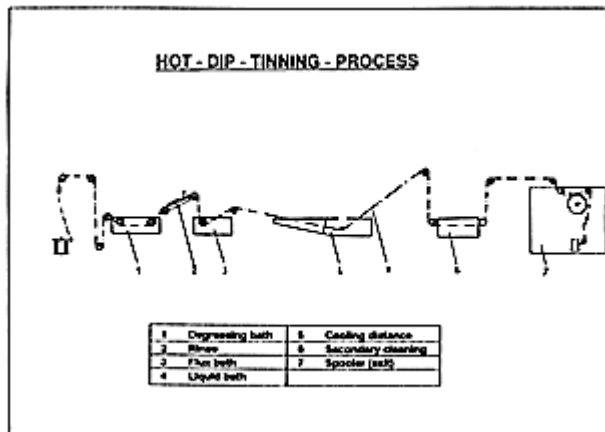 HOT - DIP - TINNING - PROCESS
1 2 3 4 5 6 7
1 Degreasing bath 5 Cooling distance
2 Rinse 6 Secondary cleaning
3 Flux bath 7 Spooler (exit)
4 Liquid bath